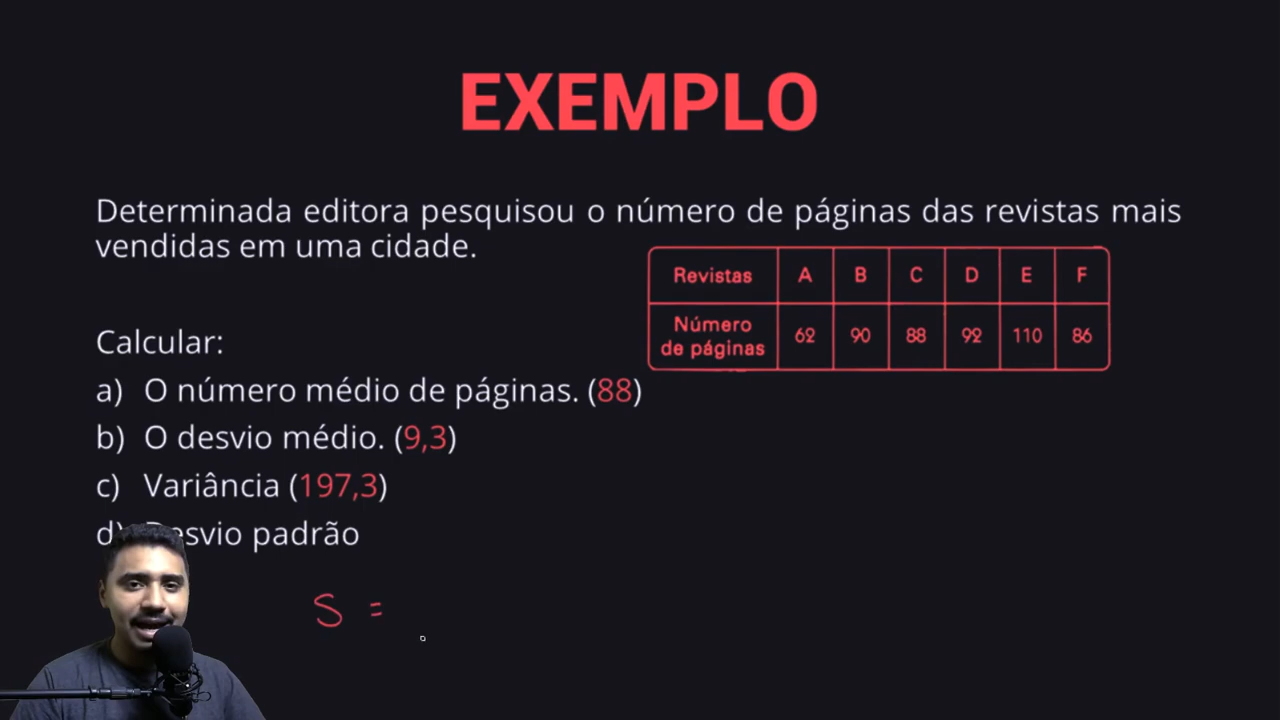 EXEMPLO
Determinada editora pesquisou o número de páginas das revistas mais
vendidas em uma cidade.
Revistas A B C D E F
Número
de páginas 62 90 88 92 110 86
Calcular:
a) O número médio de páginas. (88)
b) O desvio médio. (9,3)
c) Variância (197,3)
d) Desvio padrão
S =